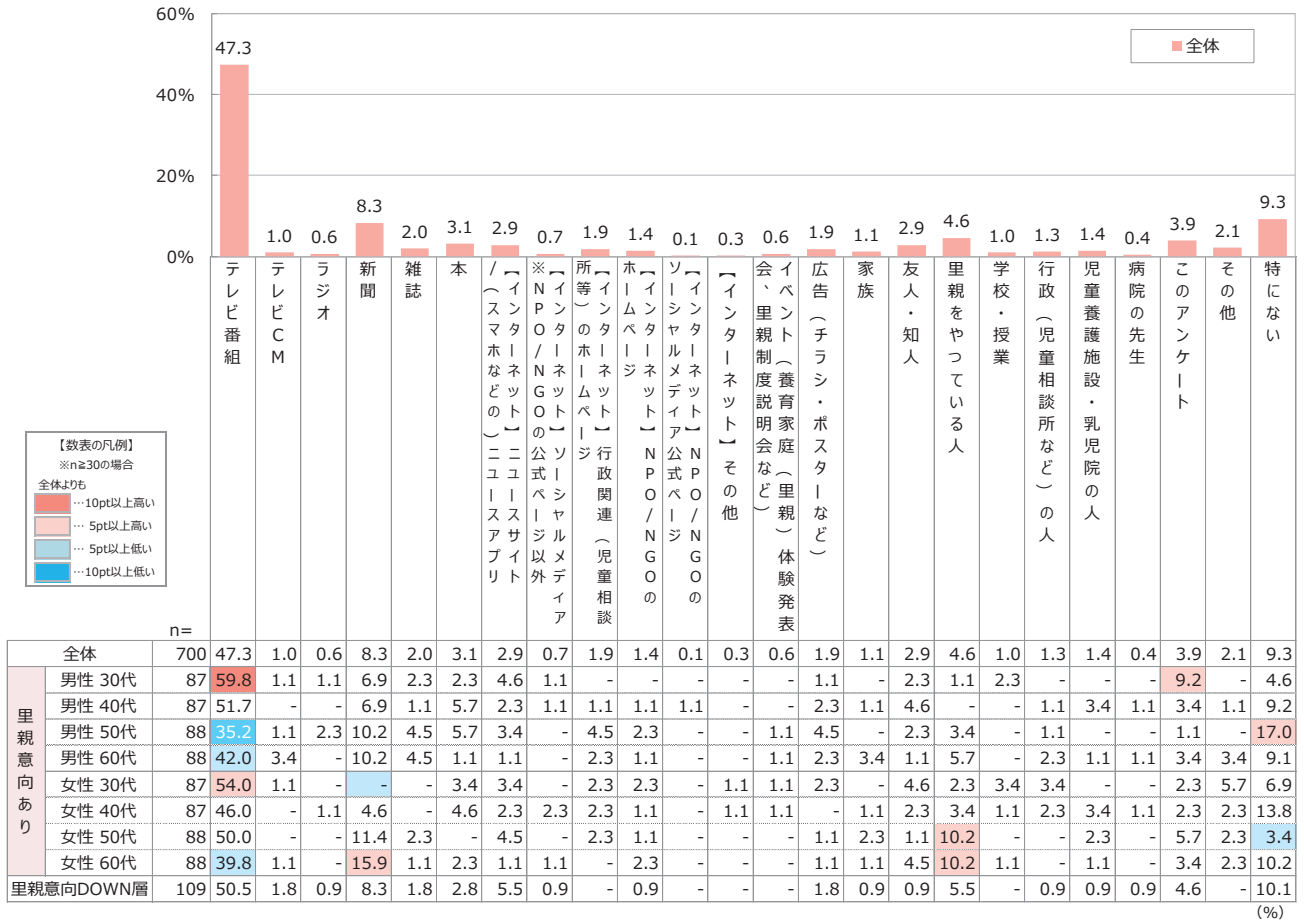 60%
40%
20%
0%
全体
47.3
1.0
0.6
8.3
2.0
3.1
2.9
0.7
1.9
1.4
0.1
0.3
0.6
1.9
1.1
2.9
4.6
1.0
1.3
1.4
0.4
3.9
2.1
9.3
テレビ番組
テレビCM
ラジオ
新聞
雑誌
本
【インターネット】ニュースサイト
/(スマホなどの)ニュースアプリ
【インターネット】ソーシャルメディア
※NPO/NGOの公式ページ以外
【インターネット】行政関連(児童相談
所等)のホームページ
【インターネット】NPO/NGOの
ホームページ
【インターネット】NPO/NGOの
ソーシャルメディア公式ページ
【インターネット】その他
イベント(養育家庭(里親)体験発表
会、里親制度説明会など)
広告(チラシ・ポスターなど)
家族
友人・知人
里親をやっている人
学校・授業
行政(児童相談所など)の人
児童養護施設・乳児院の人
病院の先生
このアンケート
その他
特にない
【数表の凡例】
※n≧30の場合
全体よりも
…10pt以上高い
… 5pt以上高い
… 5pt以上低い
…10pt以上低い
n=
全体 700 47.3 1.0 0.6 8.3 2.0 3.1 2.9 0.7 1.9 1.4 0.1 0.3 0.6 1.9 1.1 2.9 4.6 1.0 1.3 1.4 0.4 3.9 2.1 9.3
里親意向あり
男性 30代 87 59.8 1.1 1.1 6.9 2.3 2.3 4.6 1.1 - - - - - 1.1 - 2.3 1.1 2.3 - - - 9.2 - 4.6
男性 40代 87 51.7 - - 6.9 1.1 5.7 2.3 1.1 1.1 1.1 1.1 - - 2.3 1.1 4.6 - - 1.1 3.4 1.1 3.4 1.1 9.2
男性 50代 88 35.2 1.1 2.3 10.2 4.5 5.7 3.4 - 4.5 2.3 - - 1.1 4.5 - 2.3 3.4 - 1.1 - - 1.1 - 17.0
男性 60代 88 42.0 3.4 - 10.2 4.5 1.1 1.1 - 2.3 1.1 - - 1.1 2.3 3.4 1.1 5.7 - 2.3 1.1 1.1 3.4 3.4 9.1
女性 30代 87 54.0 1.1 - - - 3.4 3.4 - 2.3 2.3 - 1.1 1.1 2.3 - 4.6 2.3 3.4 3.4 - - 2.3 5.7 6.9
女性 40代 87 46.0 - 1.1 4.6 - 4.6 2.3 2.3 2.3 1.1 - 1.1 1.1 - 1.1 2.3 3.4 1.1 2.3 3.4 1.1 2.3 2.3 13.8
女性 50代 88 50.0 - - 11.4 2.3 - 4.5 - 2.3 1.1 - - - 1.1 2.3 1.1 10.2 - - 2.3 - 5.7 2.3 3.4
女性 60代 88 39.8 1.1 - 15.9 1.1 2.3 1.1 1.1 - 2.3 - - - 1.1 1.1 4.5 10.2 1.1 - 1.1 - 3.4 2.3 10.2
里親意向DOWN層 109 50.5 1.8 0.9 8.3 1.8 2.8 5.5 0.9 - 0.9 - - - 1.8 0.9 0.9 5.5 - 0.9 0.9 0.9 4.6 - 10.1
(%)